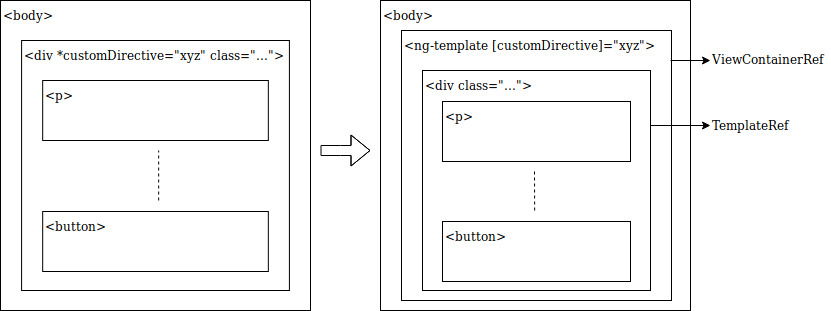 <body>
<div *customDirective="xyz" class="...">
<p>
<button>
<body>
<ng-template [customDirective]="xyz">
<div class="...">
<p>
<button>
ViewContainerRef
TemplateRef